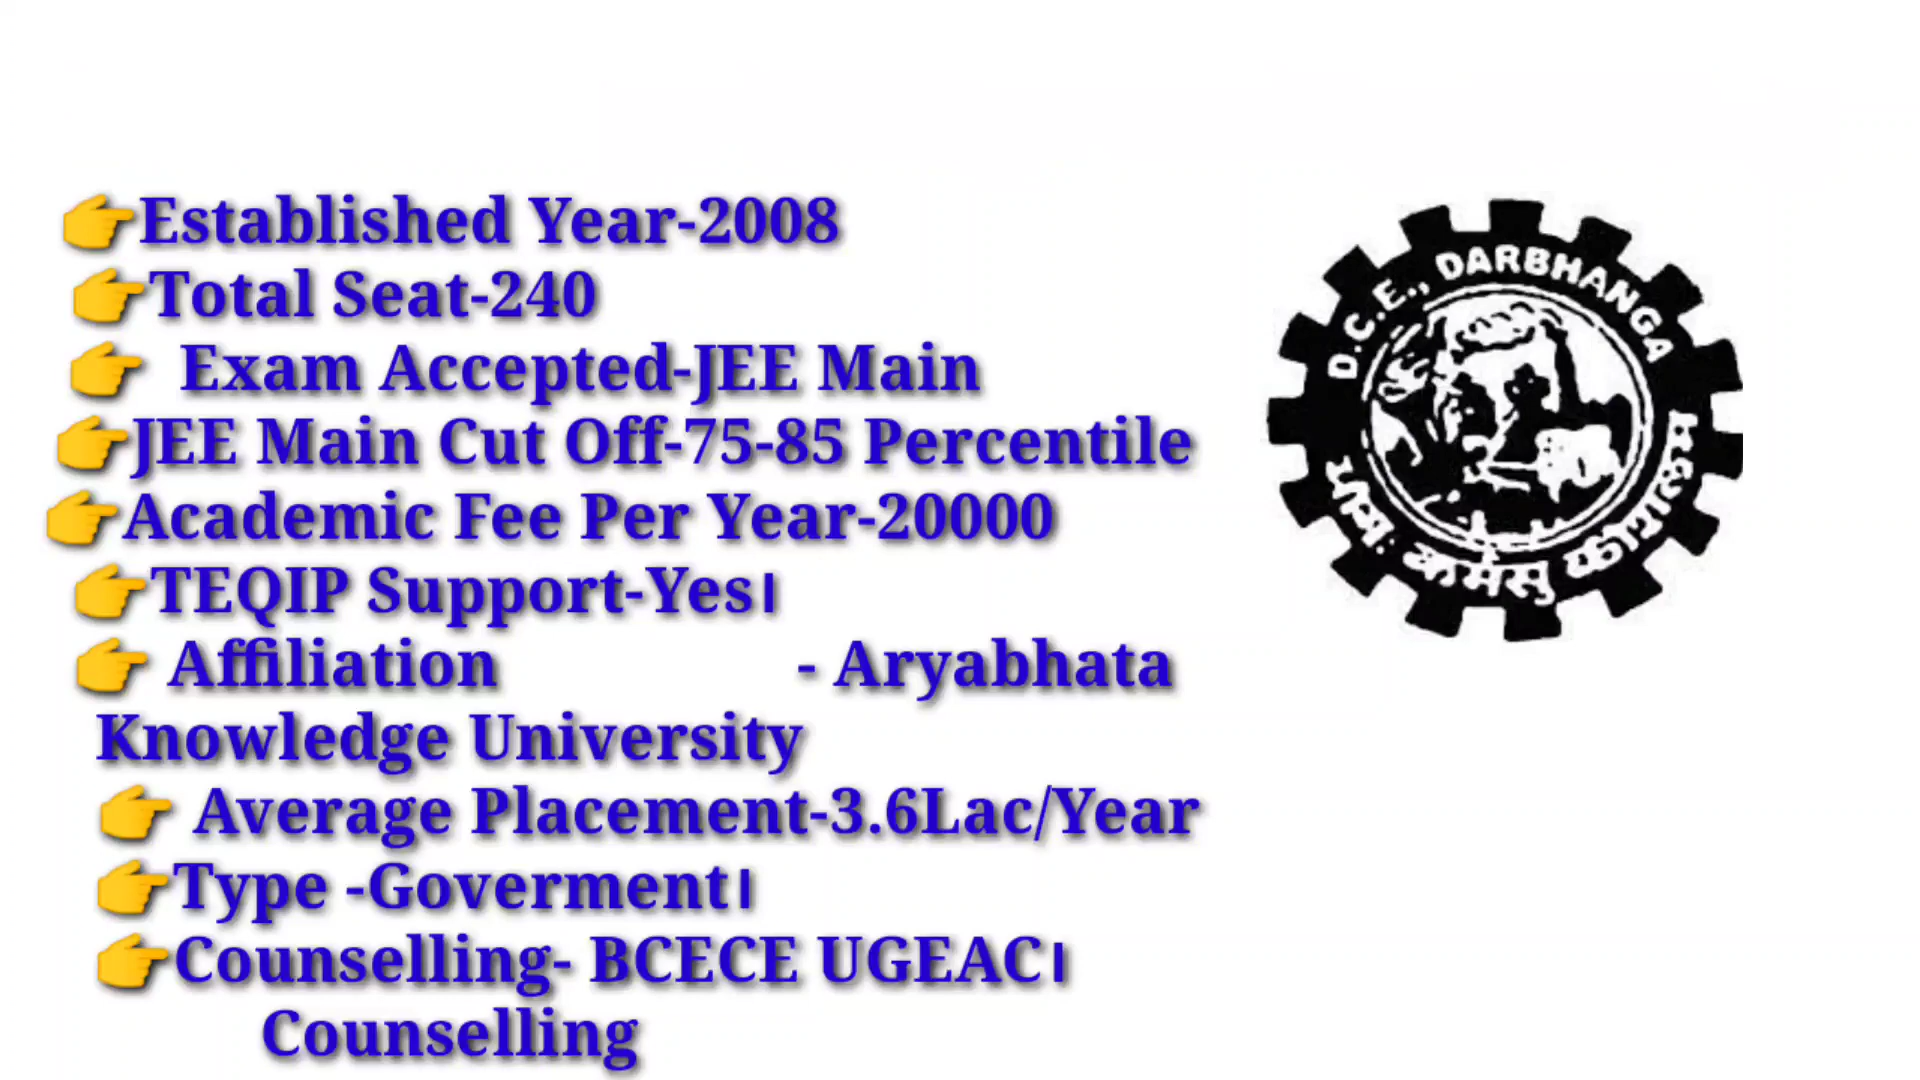 👉Established Year-2008
👉Total Seat-240
👉 Exam Accepted-JEE Main
👉JEE Main Cut Off-75-85 Percentile
👉Academic Fee Per Year-20000
👉TEQIP Support-Yes।
👉 Affiliation - Aryabhata
Knowledge University
👉 Average Placement-3.6Lac/Year
👉Type -Goverment।
👉Counselling- BCECE UGEAC।
Counselling
D.C.E., DARBHANGA